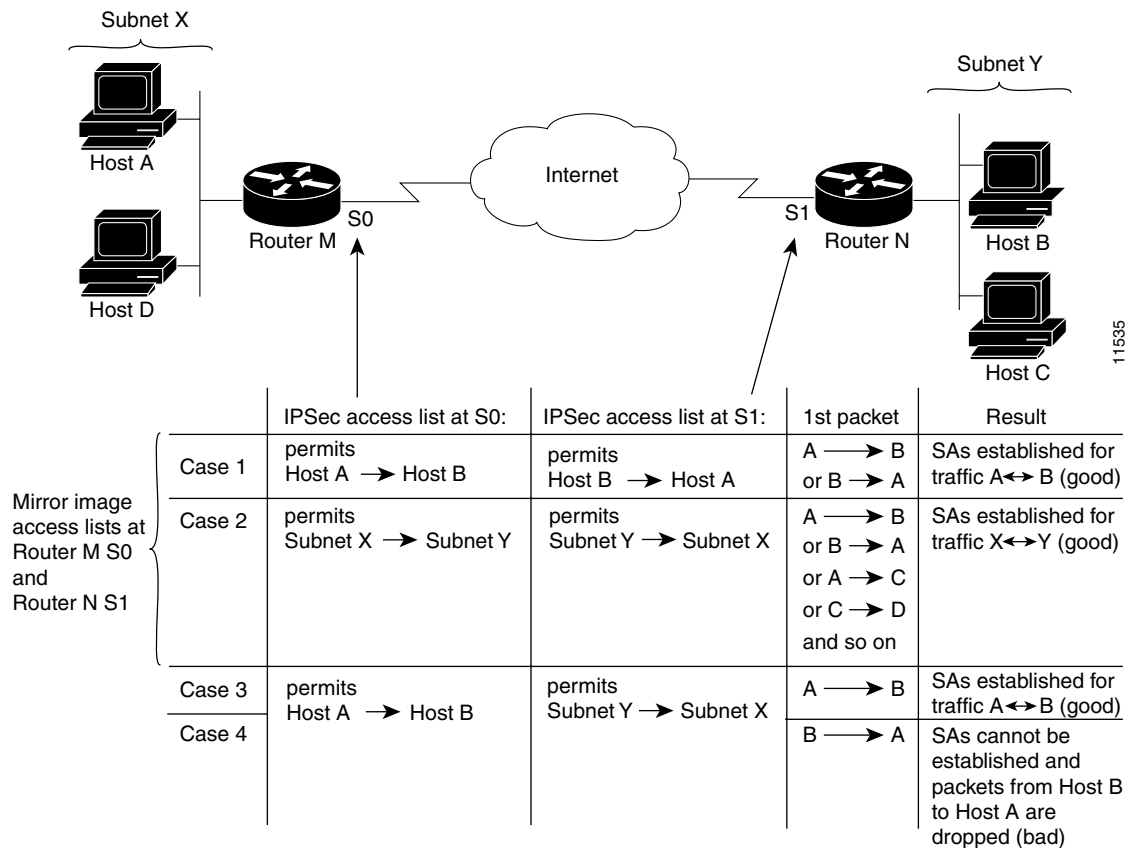 Subnet X
Subnet Y
Host A
Internet
S0
S1
Router M
Router N
Host B
Host D
Host C
11535
IPSec access list at S0:
IPSec access list at S1:
1st packet
Result
Mirror image
access lists at
Router M S0
and
Router N S1
Case 1
permits
Host A → Host B
permits
Host B → Host A
A → B
or B → A
SAs established for
traffic A↔B (good)
Case 2
permits
Subnet X → Subnet Y
permits
Subnet Y → Subnet X
A → B
or B → A
or A → C
or C → D
and so on
SAs established for
traffic X↔Y (good)
Case 3
permits
Host A → Host B
permits
Subnet Y → Subnet X
A → B
SAs established for
traffic A↔B (good)
Case 4
B → A
SAs cannot be
established and
packets from Host B
to Host A are
dropped (bad)